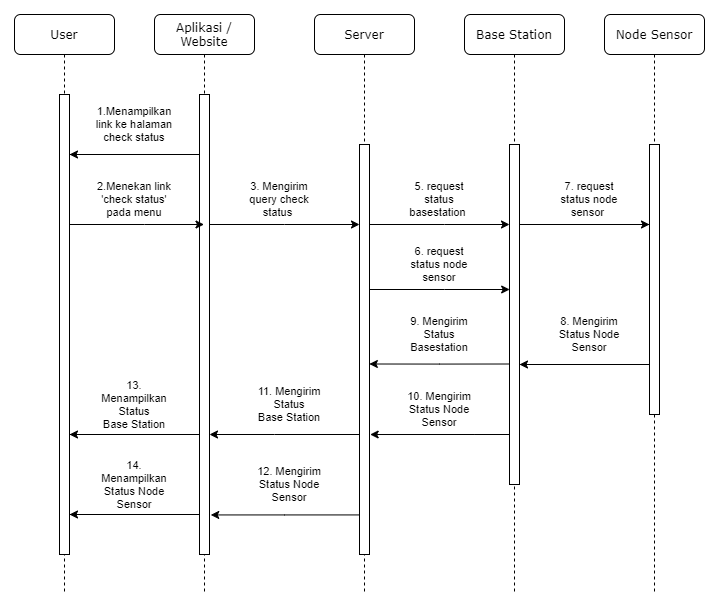 User
Aplikasi /
Website
Server
Base Station
Node Sensor
1.Menampilkan
link ke halaman
check status
2.Menekan link
'check status'
pada menu
3. Mengirim
query check
status
5. request
status
basestation
7. request
status node
sensor
6. request
status node
sensor
9. Mengirim
Status
Basestation
8. Mengirim
Status Node
Sensor
13.
Menampilkan
Status
Base Station
11. Mengirim
Status
Base Station
10. Mengirim
Status Node
Sensor
14.
Menampilkan
Status Node
Sensor
12. Mengirim
Status Node
Sensor